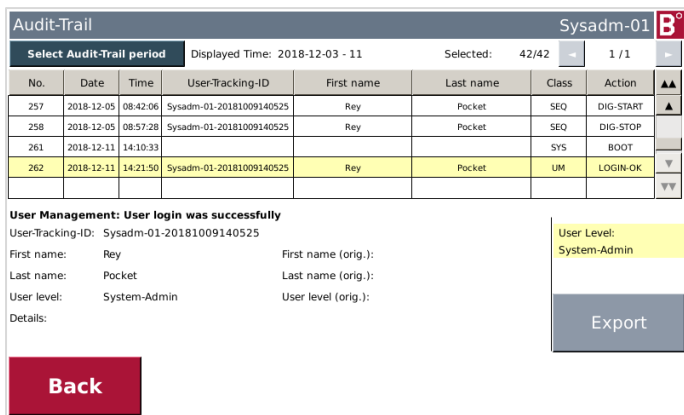 Audit-Trail Sysadm-01 B°
Select Audit-Trail period Displayed Time: 2018-12-03 - 11 Selected: 42/42 1 / 1
No. Date Time User-Tracking-ID First name Last name Class Action
257 2018-12-05 08:42:06 Sysadm-01-20181009140525 Rey Pocket SEQ DIG-START
258 2018-12-05 08:57:28 Sysadm-01-20181009140525 Rey Pocket SEQ DIG-STOP
261 2018-12-11 14:10:33 SYS BOOT
262 2018-12-11 14:21:50 Sysadm-01-20181009140525 Rey Pocket UM LOGIN-OK
User Management: User login was successfully
User-Tracking-ID: Sysadm-01-20181009140525
First name: Rey First name (orig.):
Last name: Pocket Last name (orig.):
User level: System-Admin User level (orig.):
Details:
User Level:
System-Admin
Export
Back